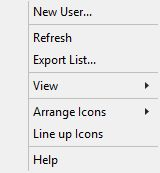 New User...
Refresh
Export List...
View
Arrange Icons
Line up Icons
Help